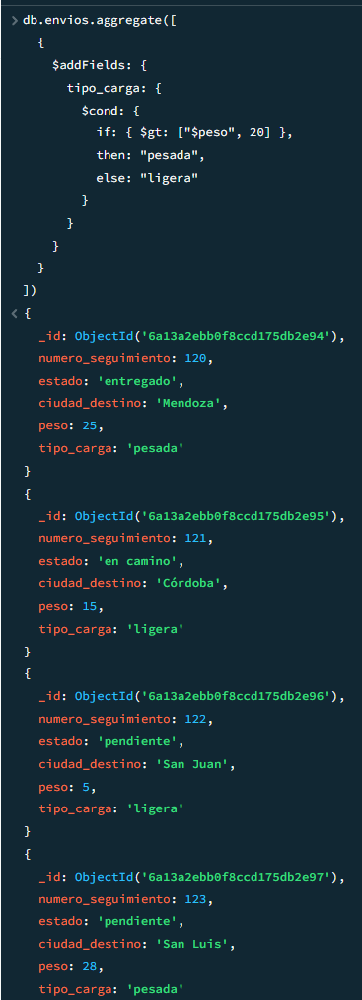 > db.envios.aggregate([
  {
    $addFields: {
      tipo_carga: {
        $cond: {
          if: { $gt: ["$peso", 20] },
          then: "pesada",
          else: "ligera"
        }
      }
    }
  }
])
< {
  _id: ObjectId('6a13a2ebb0f8ccd175db2e94'),
  numero_seguimiento: 120,
  estado: 'entregado',
  ciudad_destino: 'Mendoza',
  peso: 25,
  tipo_carga: 'pesada'
}
{
  _id: ObjectId('6a13a2ebb0f8ccd175db2e95'),
  numero_seguimiento: 121,
  estado: 'en camino',
  ciudad_destino: 'Córdoba',
  peso: 15,
  tipo_carga: 'ligera'
}
{
  _id: ObjectId('6a13a2ebb0f8ccd175db2e96'),
  numero_seguimiento: 122,
  estado: 'pendiente',
  ciudad_destino: 'San Juan',
  peso: 5,
  tipo_carga: 'ligera'
}
{
  _id: ObjectId('6a13a2ebb0f8ccd175db2e97'),
  numero_seguimiento: 123,
  estado: 'pendiente',
  ciudad_destino: 'San Luis',
  peso: 28,
  tipo_carga: 'pesada'